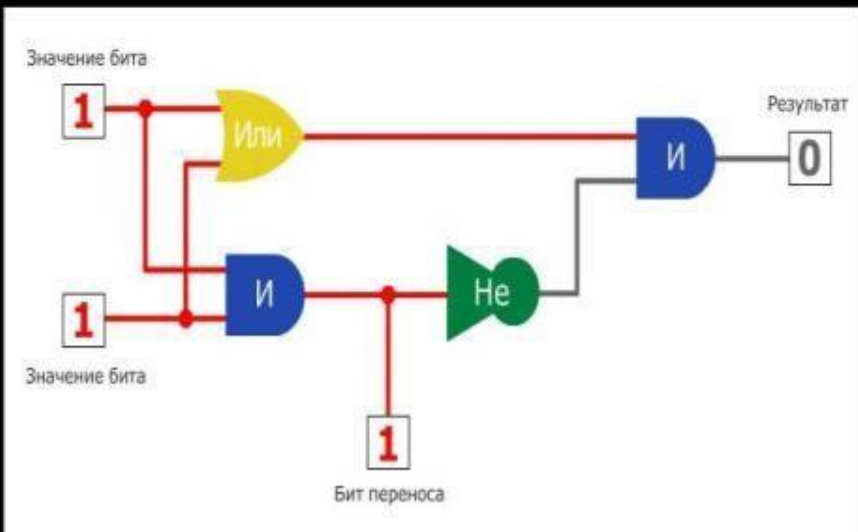 Значение бита
1
Или
И
Результат
0
И
Не
1
Значение бита
1
Бит переноса